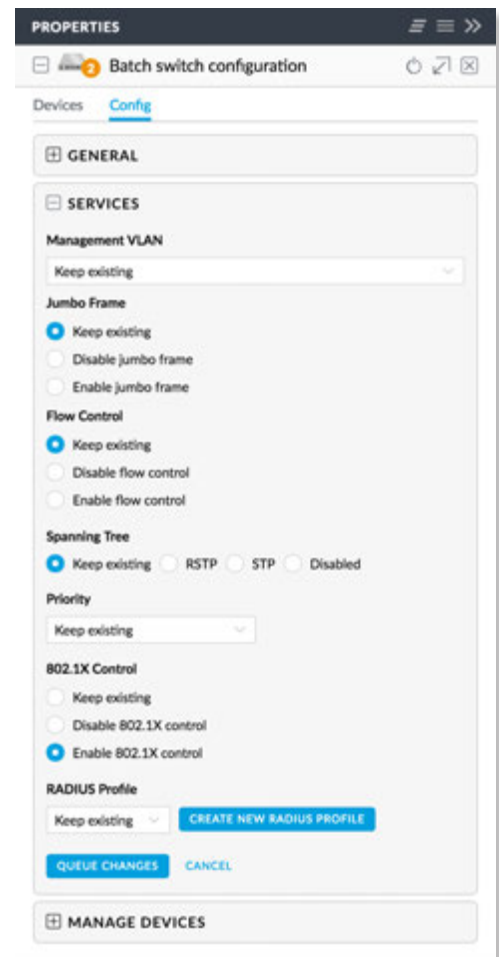 PROPERTIES
2 Batch switch configuration
Devices Config
GENERAL
SERVICES
Management VLAN
Keep existing
Jumbo Frame
Keep existing
Disable jumbo frame
Enable jumbo frame
Flow Control
Keep existing
Disable flow control
Enable flow control
Spanning Tree
Keep existing RSTP STP Disabled
Priority
Keep existing
802.1X Control
Keep existing
Disable 802.1X control
Enable 802.1X control
RADIUS Profile
Keep existing CREATE NEW RADIUS PROFILE
QUEUE CHANGES CANCEL
MANAGE DEVICES